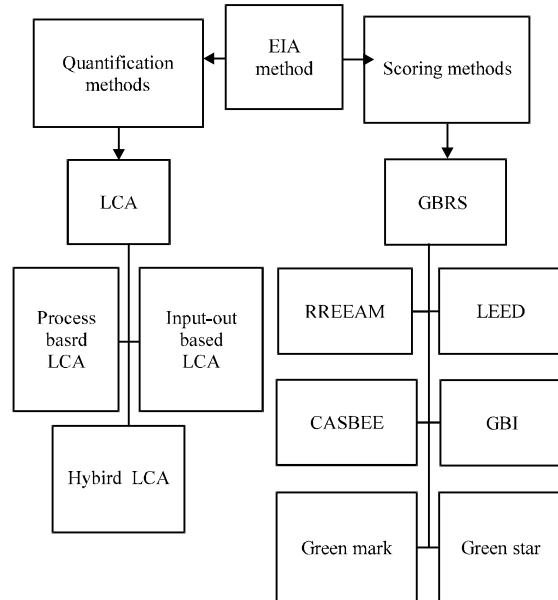 EIA
method
Quantification
methods
Scoring methods
LCA
GBRS
Process
basrd
LCA
Input-out
based
LCA
Hybird LCA
RREEAM
LEED
CASBEE
GBI
Green mark
Green star